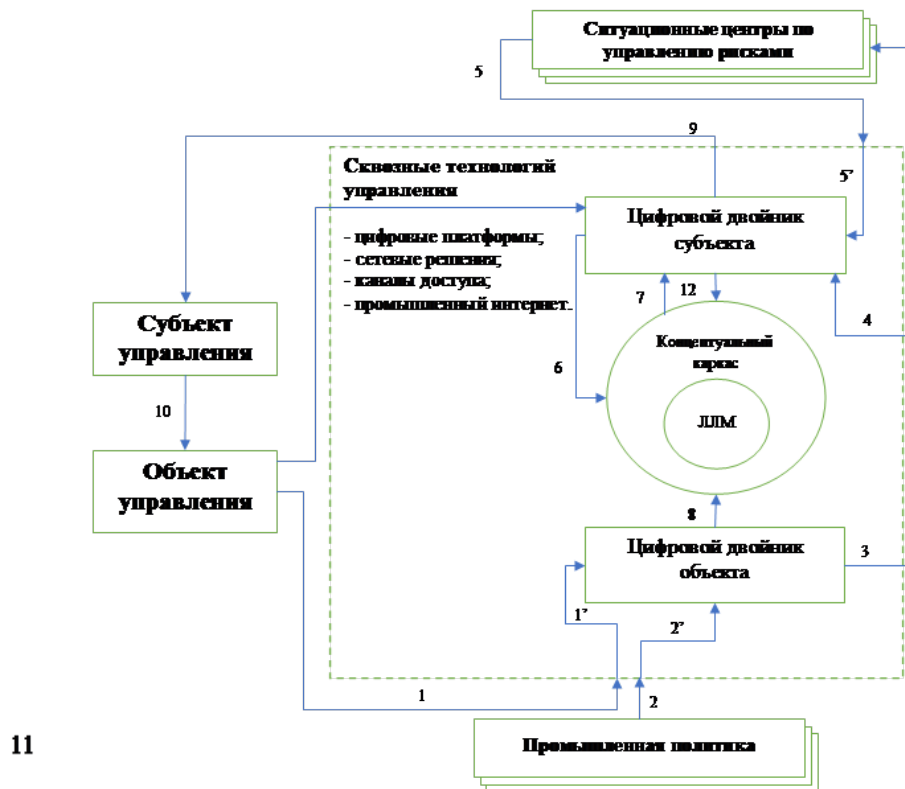 Ситуационные центры по
управлению рисками
5
9
Сквозные технологий
управления
5’
Цифровой двойник
субъекта
- цифровые платформы;
- сетевые решения;
- каналы доступа;
- промышленный интернет.
7
12
4
Субъект
управления
Концептуальный
каркас
6
ЛЛМ
10
Объект
управления
8
Цифровой двойник
объекта
3
1’
2’
1
2
11
Промышленная политика